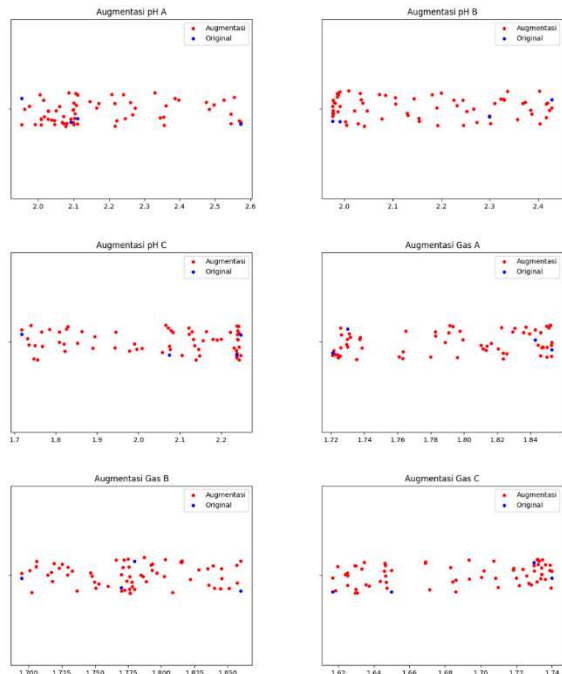 Augmentasi pH A
Augmentasi
Original
2.0 2.1 2.2 2.3 2.4 2.5 2.6
Augmentasi pH B
Augmentasi
Original
2.0 2.1 2.2 2.3 2.4
Augmentasi pH C
Augmentasi
Original
1.7 1.8 1.9 2.0 2.1 2.2
Augmentasi Gas A
Augmentasi
Original
1.72 1.74 1.76 1.78 1.80 1.82 1.84
Augmentasi Gas B
Augmentasi
Original
1.700 1.725 1.750 1.775 1.800 1.825 1.850
Augmentasi Gas C
Augmentasi
Original
1.62 1.64 1.66 1.68 1.70 1.72 1.74